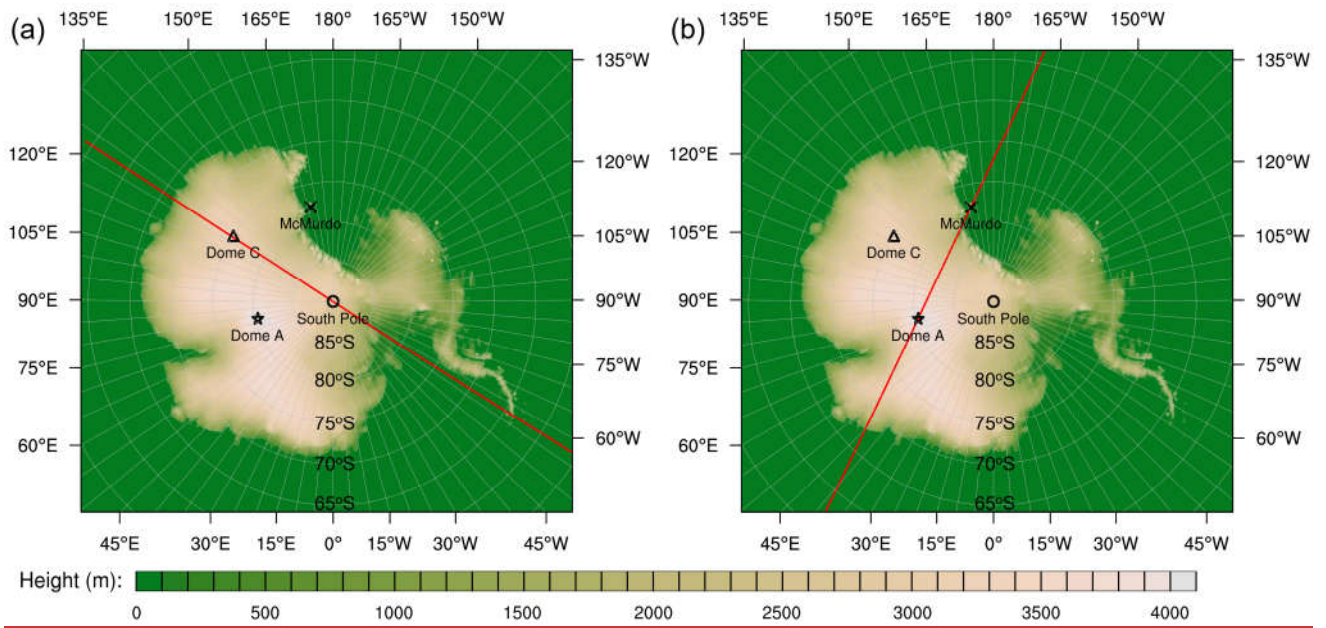 135°E 150°E 165°E 180° 165°W 150°W 135°E 150°E 165°E 180° 165°W 150°W
(a) (b)
135°W 135°W
120°E 120°W 120°E 120°W
McMurdo McMurdo
105°E 105°W 105°E 105°W
Dome C Dome C
90°E 90°W 90°E 90°W
South Pole South Pole
Dome A Dome A
85°S 85°S
75°E 75°W 75°E 75°W
80°S 80°S
75°S 75°S
60°E 60°W 60°E 60°W
70°S 70°S
65°S 65°S
45°E 30°E 15°E 0° 15°W 30°W 45°W 45°E 30°E 15°E 0° 15°W 30°W 45°W
Height (m):
0 500 1000 1500 2000 2500 3000 3500 4000